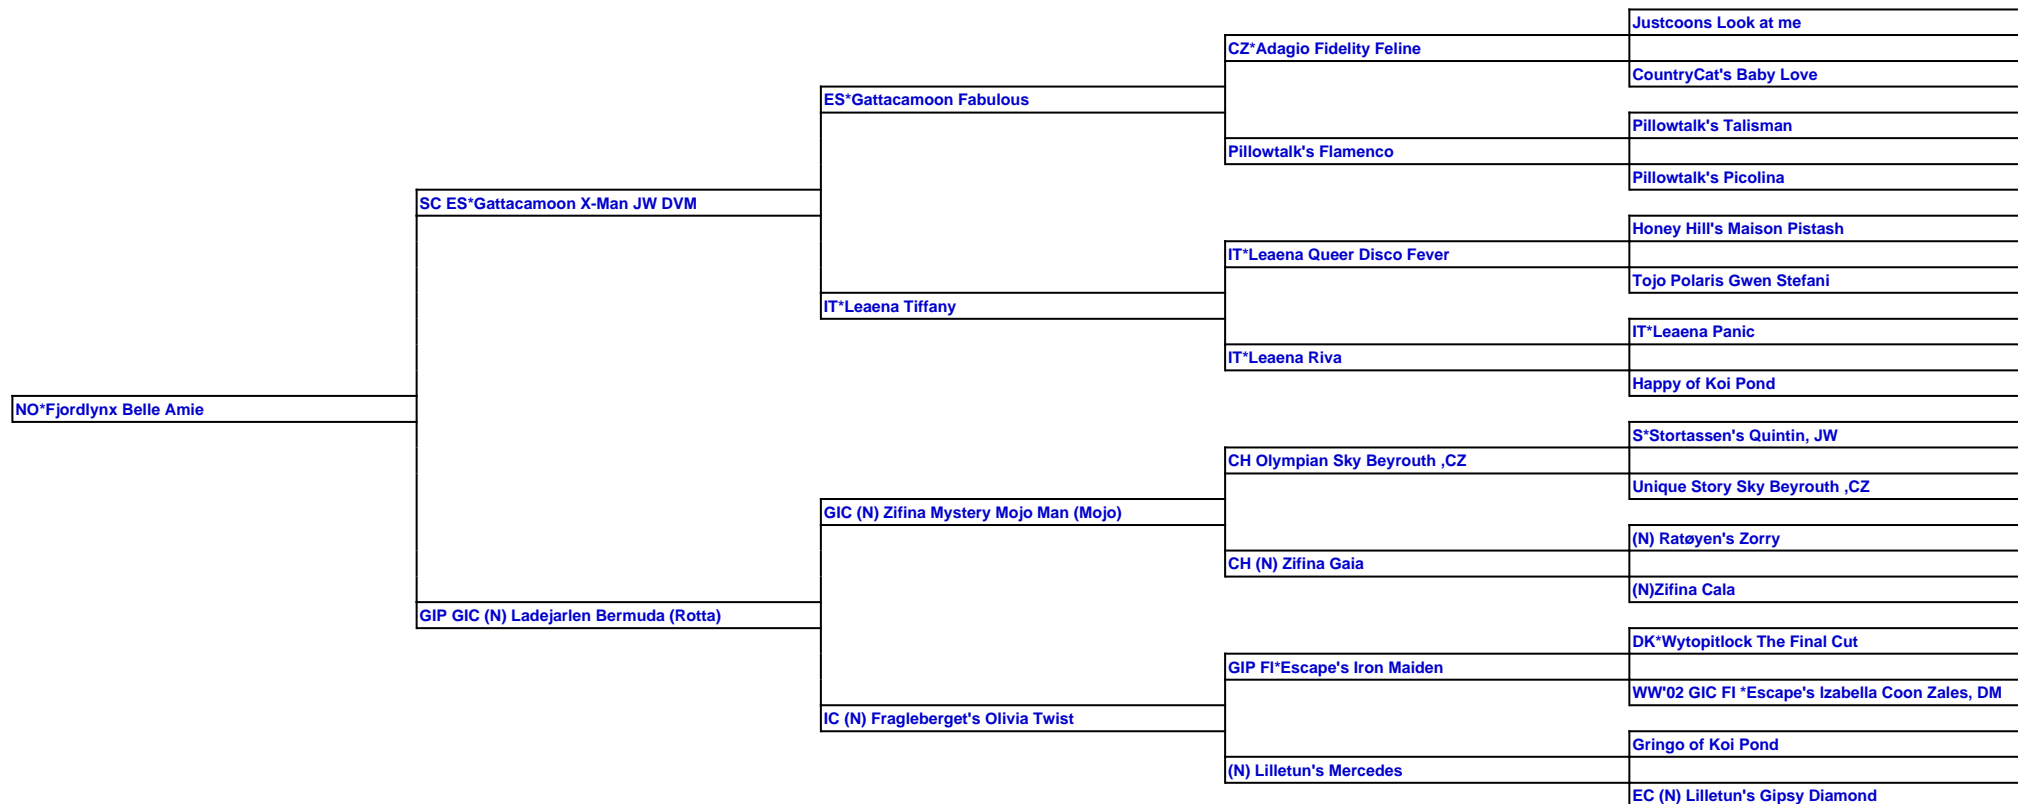 Justcoons Look at me
CZ*Adagio Fidelity Feline
CountryCat's Baby Love
ES*Gattacamoon Fabulous
Pillowtalk's Talisman
Pillowtalk's Flamenco
Pillowtalk's Picolina
SC ES*Gattacamoon X-Man JW DVM
Honey Hill's Maison Pistash
IT*Leaena Queer Disco Fever
Tojo Polaris Gwen Stefani
IT*Leaena Tiffany
IT*Leaena Panic
IT*Leaena Riva
Happy of Koi Pond
NO*Fjordlynx Belle Amie
S*Stortassen's Quintin, JW
CH Olympian Sky Beyrouth ,CZ
Unique Story Sky Beyrouth ,CZ
GIC (N) Zifina Mystery Mojo Man (Mojo)
(N) Ratøyen's Zorry
CH (N) Zifina Gaia
(N)Zifina Cala
GIP GIC (N) Ladejarlen Bermuda (Rotta)
DK*Wytopitlock The Final Cut
GIP FI*Escape's Iron Maiden
WW'02 GIC FI *Escape's Izabella Coon Zales, DM
IC (N) Fragleberget's Olivia Twist
Gringo of Koi Pond
(N) Lilletun's Mercedes
EC (N) Lilletun's Gipsy Diamond